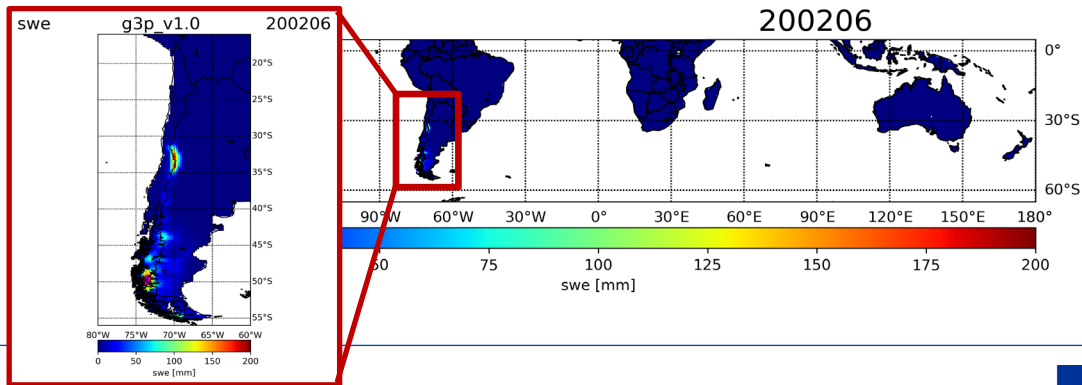 swe g3p_v1.0 200206
20°S
25°S
30°S
35°S
40°S
45°S
50°S
55°S
80°W 75°W 70°W 65°W 60°W
0 50 100 150 200
swe [mm]
200206
0°
30°S
60°S
90°W 60°W 30°W 0° 30°E 60°E 90°E 120°E 150°E 180°
50 75 100 125 150 175 200
swe [mm]